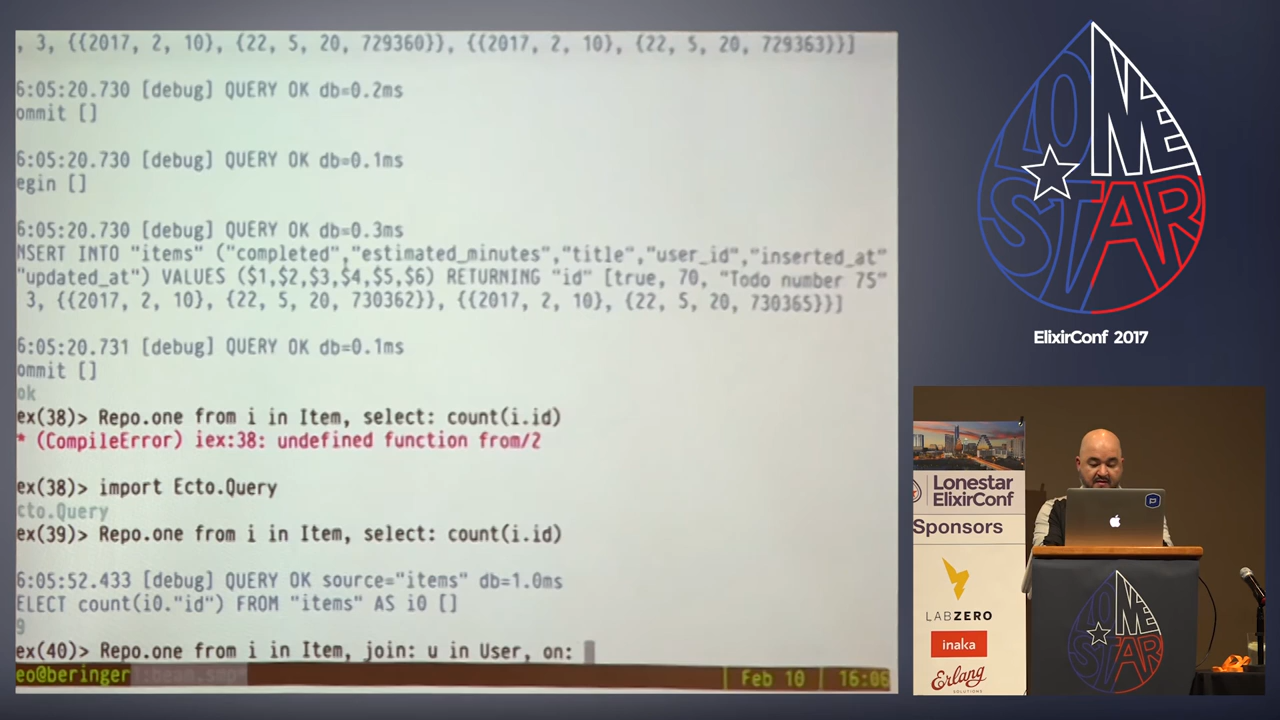 , 3, {{2017, 2, 10}, {22, 5, 20, 729360}}, {{2017, 2, 10}, {22, 5, 20, 729363}}]
6:05:20.730 [debug] QUERY OK db=0.2ms
ommit []
6:05:20.730 [debug] QUERY OK db=0.1ms
egin []
6:05:20.730 [debug] QUERY OK db=0.3ms
NSERT INTO "items" ("completed","estimated_minutes","title","user_id","inserted_at"
"updated_at") VALUES ($1,$2,$3,$4,$5,$6) RETURNING "id" [true, 70, "Todo number 75"
3, {{2017, 2, 10}, {22, 5, 20, 730362}}, {{2017, 2, 10}, {22, 5, 20, 730365}}]
6:05:20.731 [debug] QUERY OK db=0.1ms
ommit []
ok
ex(38)> Repo.one from i in Item, select: count(i.id)
* (CompileError) iex:38: undefined function from/2
ex(38)> import Ecto.Query
cto.Query
ex(39)> Repo.one from i in Item, select: count(i.id)
6:05:52.433 [debug] QUERY OK source="items" db=1.0ms
ELECT count(i0."id") FROM "items" AS i0 []
9
ex(40)> Repo.one from i in Item, join: u in User, on:
eo@beringer 1:beam.smp* Feb 10 16:06
LONE
STAR
ElixirConf 2017
Lonestar
ElixirConf
Sponsors
LABZERO
inaka
Erlang
SOLUTIONS
LONE
STAR